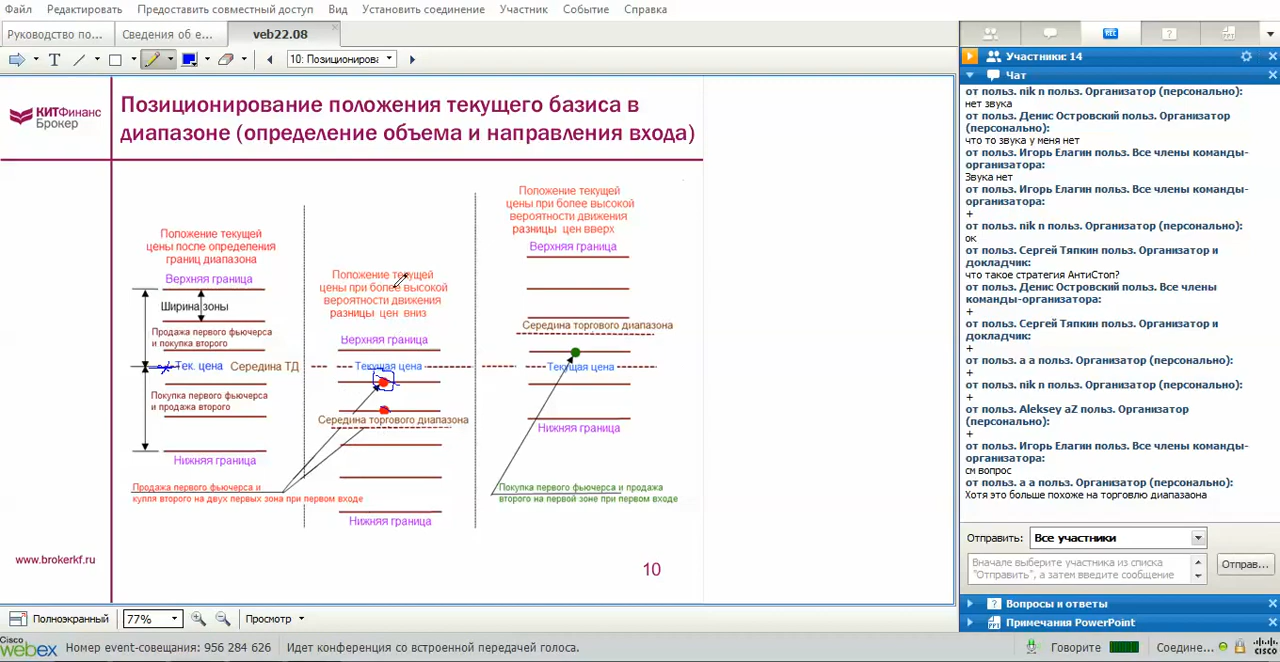 Файл Редактировать Предоставить совместный доступ Вид Установить соединение Участник Событие Справка
Руководство по... Сведения об е... veb22.08
T 10: Позициониров
КИТФинанс
Брокер
Позиционирование положения текущего базиса в
диапазоне (определение объема и направления входа)
Положение текущей
цены после определения
границ диапазона
Верхняя граница
Ширина зоны
Продажа первого фьючерса
и покупка второго
Тек. цена Середина ТД
Покупка первого фьючерса
и продажа второго
Нижняя граница
Продажа первого фьючерса и
купля второго на двух первых зона при первом входе
Положение текущей
цены при более высокой
вероятности движения
разницы цен вниз
Верхняя граница
Текущая цена
Середина торгового диапазона
Нижняя граница
Положение текущей
цены при более высокой
вероятности движения
разницы цен вверх
Верхняя граница
Середина торгового диапазона
Текущая цена
Нижняя граница
Покупка первого фьючерса и продажа
второго на первой зоне при первом входе
www.brokerkf.ru
10
REC
Участники: 14
Чат
от польз. nik n польз. Организатор (персонально):
нет звука
от польз. Денис Островский польз. Организатор
(персонально):
что то звука у меня нет
от польз. Игорь Елагин польз. Все члены команды-
организатора:
Звука нет
от польз. Игорь Елагин польз. Все члены команды-
организатора:
+
от польз. nik n польз. Организатор (персонально):
ок
от польз. Сергей Тяпкин польз. Организатор и
докладчик:
что такое стратегия АнтиСтоп?
от польз. Денис Островский польз. Все члены
команды-организатора:
+
от польз. Сергей Тяпкин польз. Организатор и
докладчик:
+
от польз. a a польз. Организатор (персонально):
+
от польз. nik n польз. Организатор (персонально):
+
от польз. Aleksey aZ польз. Организатор
(персонально):
+
от польз. Игорь Елагин польз. Все члены команды-
организатора:
см вопрос
от польз. a a польз. Организатор (персонально):
Хотя это больше похоже на торговлю диапазаона
Отправить: Все участники
Вначале выберите участника из списка
"Отправить", а затем введите сообщение
Отправ...
Вопросы и ответы
Примечания PowerPoint
Полноэкранный 77% Просмотр
Cisco
webex
Номер event-совещания: 956 284 626 Идет конференция со встроенной передачей голоса.
Говорите Соедине...
cisco